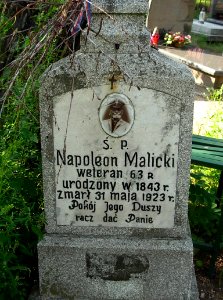 Ś. P.
Napoleon Malicki
weteran 63 R.
urodzony w 1843 r.
zmarł 31 maja 1923 r.
Pokój Jego Duszy
racz dać Panie